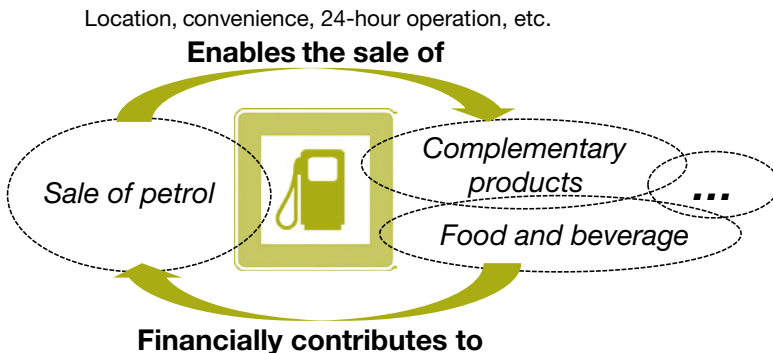 Location, convenience, 24-hour operation, etc.
Enables the sale of
Sale of petrol
Complementary
products
...
Food and beverage
Financially contributes to